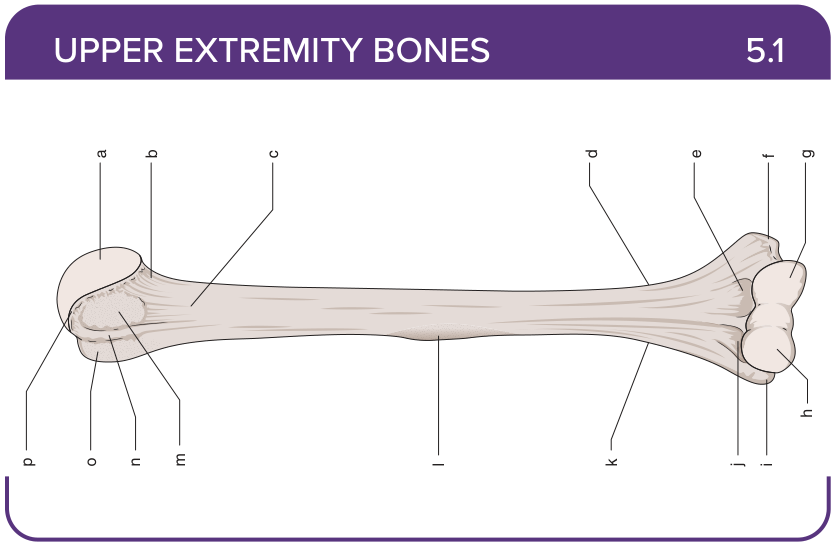 UPPER EXTREMITY BONES 5.1
a b c d e f g
h
p o n m l k j i